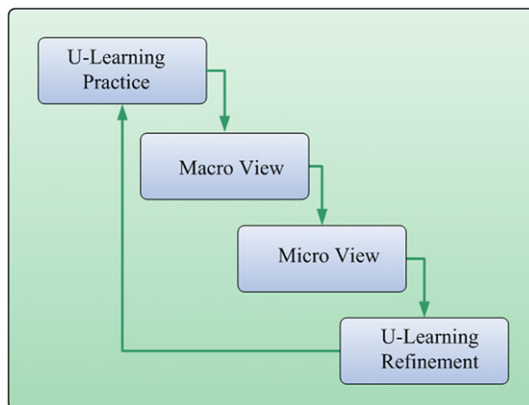 U-Learning
Practice
Macro View
Micro View
U-Learning
Refinement